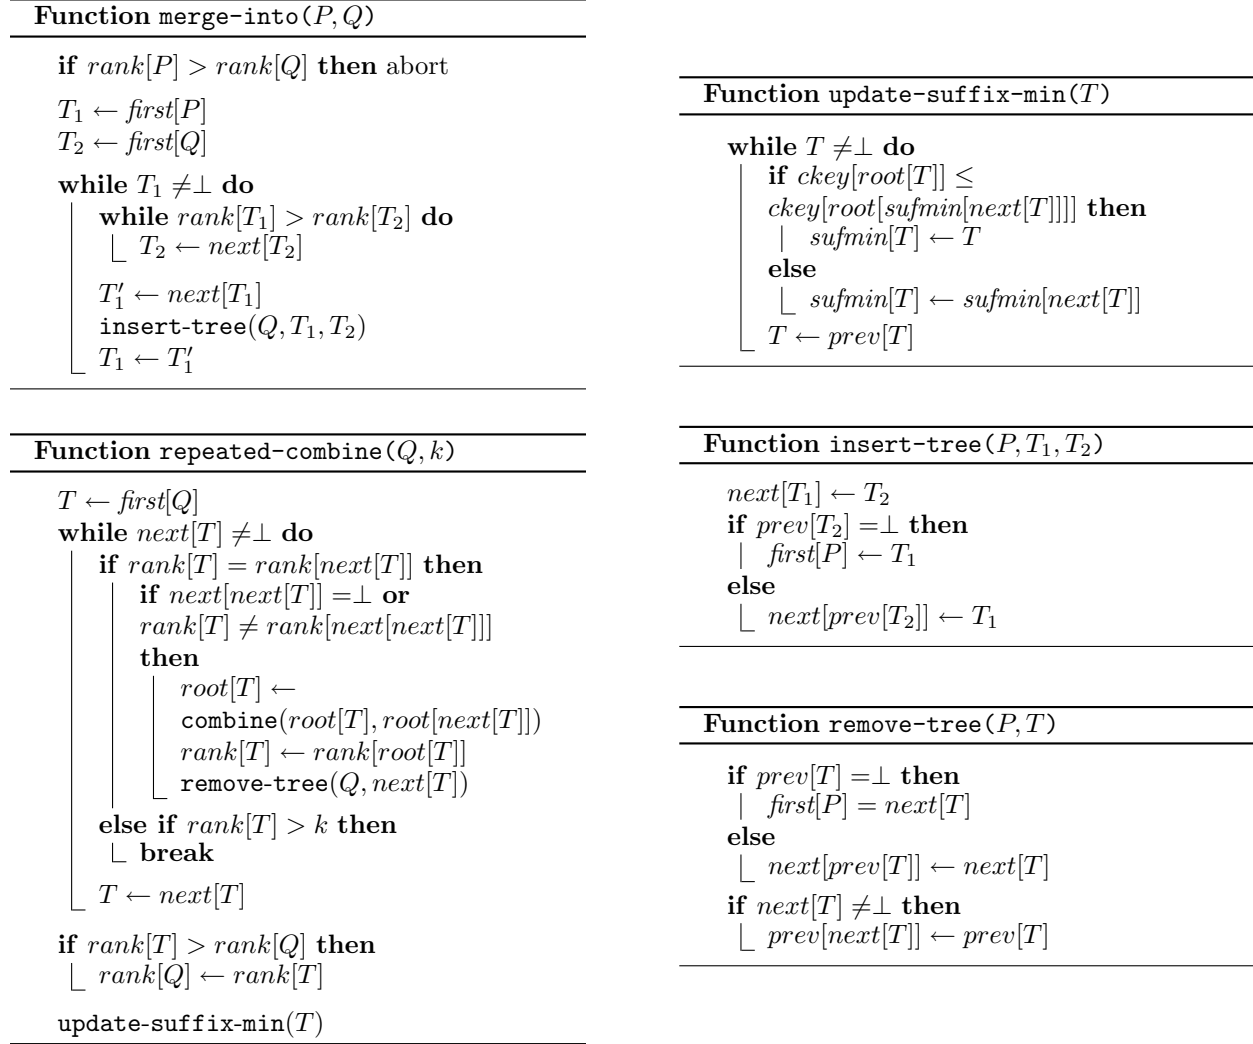 Function merge-into(P, Q)
if rank[P] > rank[Q] then abort
T₁ ← first[P]
T₂ ← first[Q]
while T₁ ≠⊥ do
while rank[T₁] > rank[T₂] do
T₂ ← next[T₂]
T₁′ ← next[T₁]
insert-tree(Q, T₁, T₂)
T₁ ← T₁′
Function repeated-combine(Q, k)
T ← first[Q]
while next[T] ≠⊥ do
if rank[T] = rank[next[T]] then
if next[next[T]] =⊥ or
rank[T] ≠ rank[next[next[T]]]
then
root[T] ←
combine(root[T], root[next[T]])
rank[T] ← rank[root[T]]
remove-tree(Q, next[T])
else if rank[T] > k then
break
T ← next[T]
if rank[T] > rank[Q] then
rank[Q] ← rank[T]
update-suffix-min(T)
Function update-suffix-min(T)
while T ≠⊥ do
if ckey[root[T]] ≤
ckey[root[sufmin[next[T]]]] then
sufmin[T] ← T
else
sufmin[T] ← sufmin[next[T]]
T ← prev[T]
Function insert-tree(P, T₁, T₂)
next[T₁] ← T₂
if prev[T₂] =⊥ then
first[P] ← T₁
else
next[prev[T₂]] ← T₁
Function remove-tree(P, T)
if prev[T] =⊥ then
first[P] = next[T]
else
next[prev[T]] ← next[T]
if next[T] ≠⊥ then
prev[next[T]] ← prev[T]